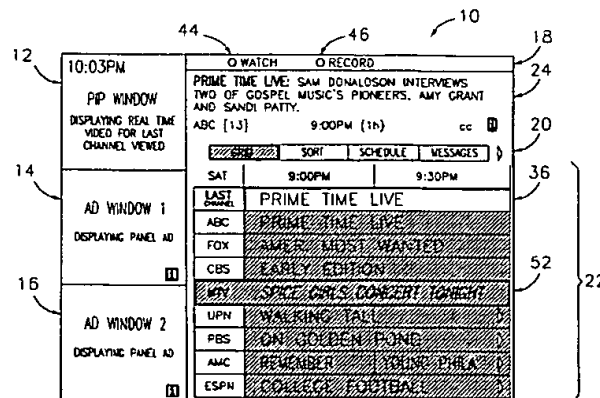 44
46
10
12
10:03PM
PIP WINDOW
DISPLAYING REAL TIME
VIDEO FOR LAST
CHANNEL VIEWED
O WATCH O RECORD
18
PRIME TIME LIVE: SAM DONALOSON INTERVIEWS
TWO OF GOSPEL MUSIC'S PIONEERS, AMY GRANT
AND SANDI PATTY.
24
ABC {13} 9:00PM {1h} cc
20
GRID SORT SCHEDULE MESSAGES
14
AD WINDOW 1
DISPLAYING PANEL AD
SAT 9:00PM 9:30PM
36
LAST CHANNEL PRIME TIME LIVE
ABC PRIME TIME LIVE
FOX AMER. MOST WANTED
CBS EARLY EDITION
52
22
MTV SPICE GIRLS CONCERT TONIGHT
16
AD WINDOW 2
DISPLAYING PANEL AD
UPN WALKING TALL
PBS ON GOLDEN POND
AMC REMEMBER YOUNG PHILA
ESPN COLLEGE FOOTBALL